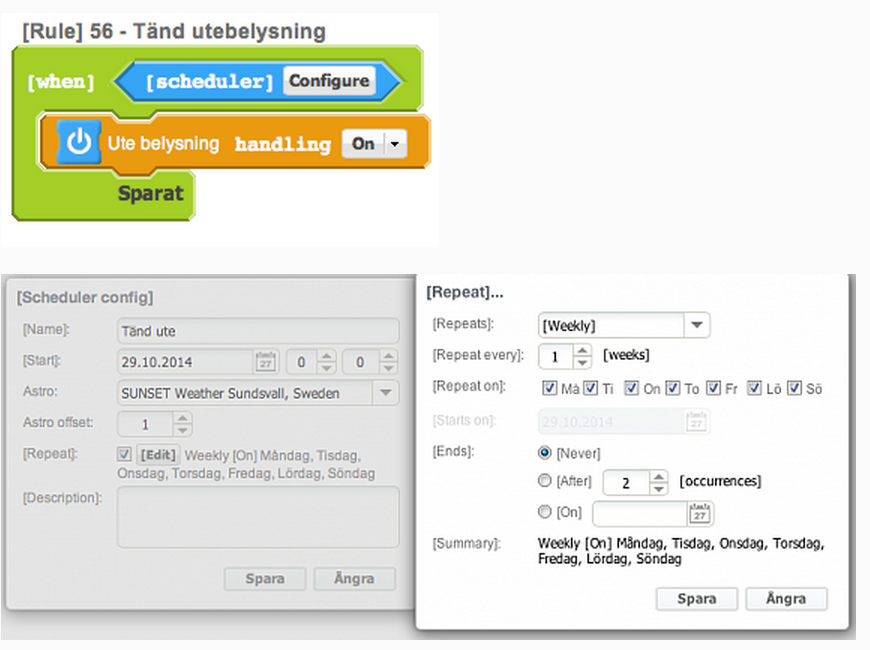 [Rule] 56 - Tänd utebelysning
[when] [scheduler] Configure
Ute belysning handling On
Sparat
[Scheduler config]
[Name]: Tänd ute
[Start]: 29.10.2014 27 0 0
Astro: SUNSET Weather Sundsvall, Sweden
Astro offset: 1
[Repeat]: [Edit] Weekly [On] Måndag, Tisdag,
Onsdag, Torsdag, Fredag, Lördag, Söndag
[Description]:
Spara Ångra
[Repeat]...
[Repeats]: [Weekly]
[Repeat every]: 1 [weeks]
[Repeat on]: Må Ti On To Fr Lö Sö
[Starts on]: 29.10.2014 27
[Ends]: [Never]
[After] 2 [occurrences]
[On] 27
[Summary]: Weekly [On] Måndag, Tisdag, Onsdag, Torsdag,
Fredag, Lördag, Söndag
Spara Ångra